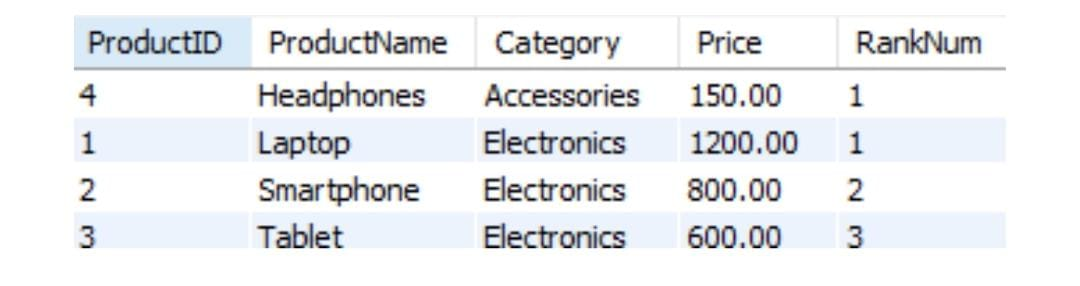 ProductID ProductName Category Price RankNum
4 Headphones Accessories 150.00 1
1 Laptop Electronics 1200.00 1
2 Smartphone Electronics 800.00 2
3 Tablet Electronics 600.00 3